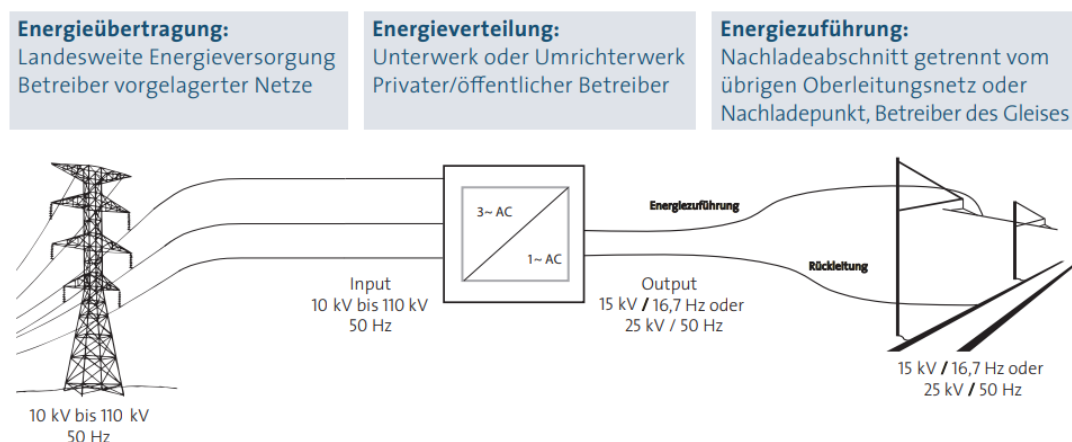 Energieübertragung:
Landesweite Energieversorgung
Betreiber vorgelagerter Netze
Energieverteilung:
Unterwerk oder Umrichterwerk
Privater/öffentlicher Betreiber
Energiezuführung:
Nachladeabschnitt getrennt vom
übrigen Oberleitungsnetz oder
Nachladepunkt, Betreiber des Gleises
3~ AC
1~ AC
Energiezuführung
Rückleitung
Input
10 kV bis 110 kV
50 Hz
Output
15 kV / 16,7 Hz oder
25 kV / 50 Hz
15 kV / 16,7 Hz oder
25 kV / 50 Hz
10 kV bis 110 kV
50 Hz